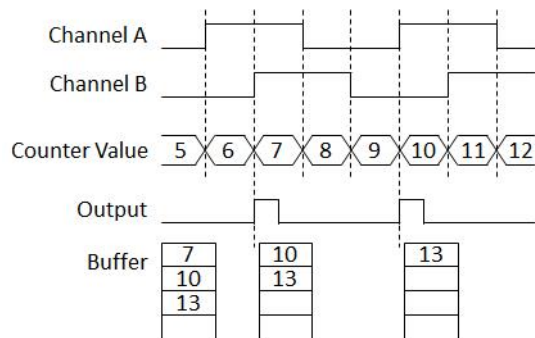 Channel A
Channel B
Counter Value 5 6 7 8 9 10 11 12
Output
Buffer 7 10 13
10 13
13